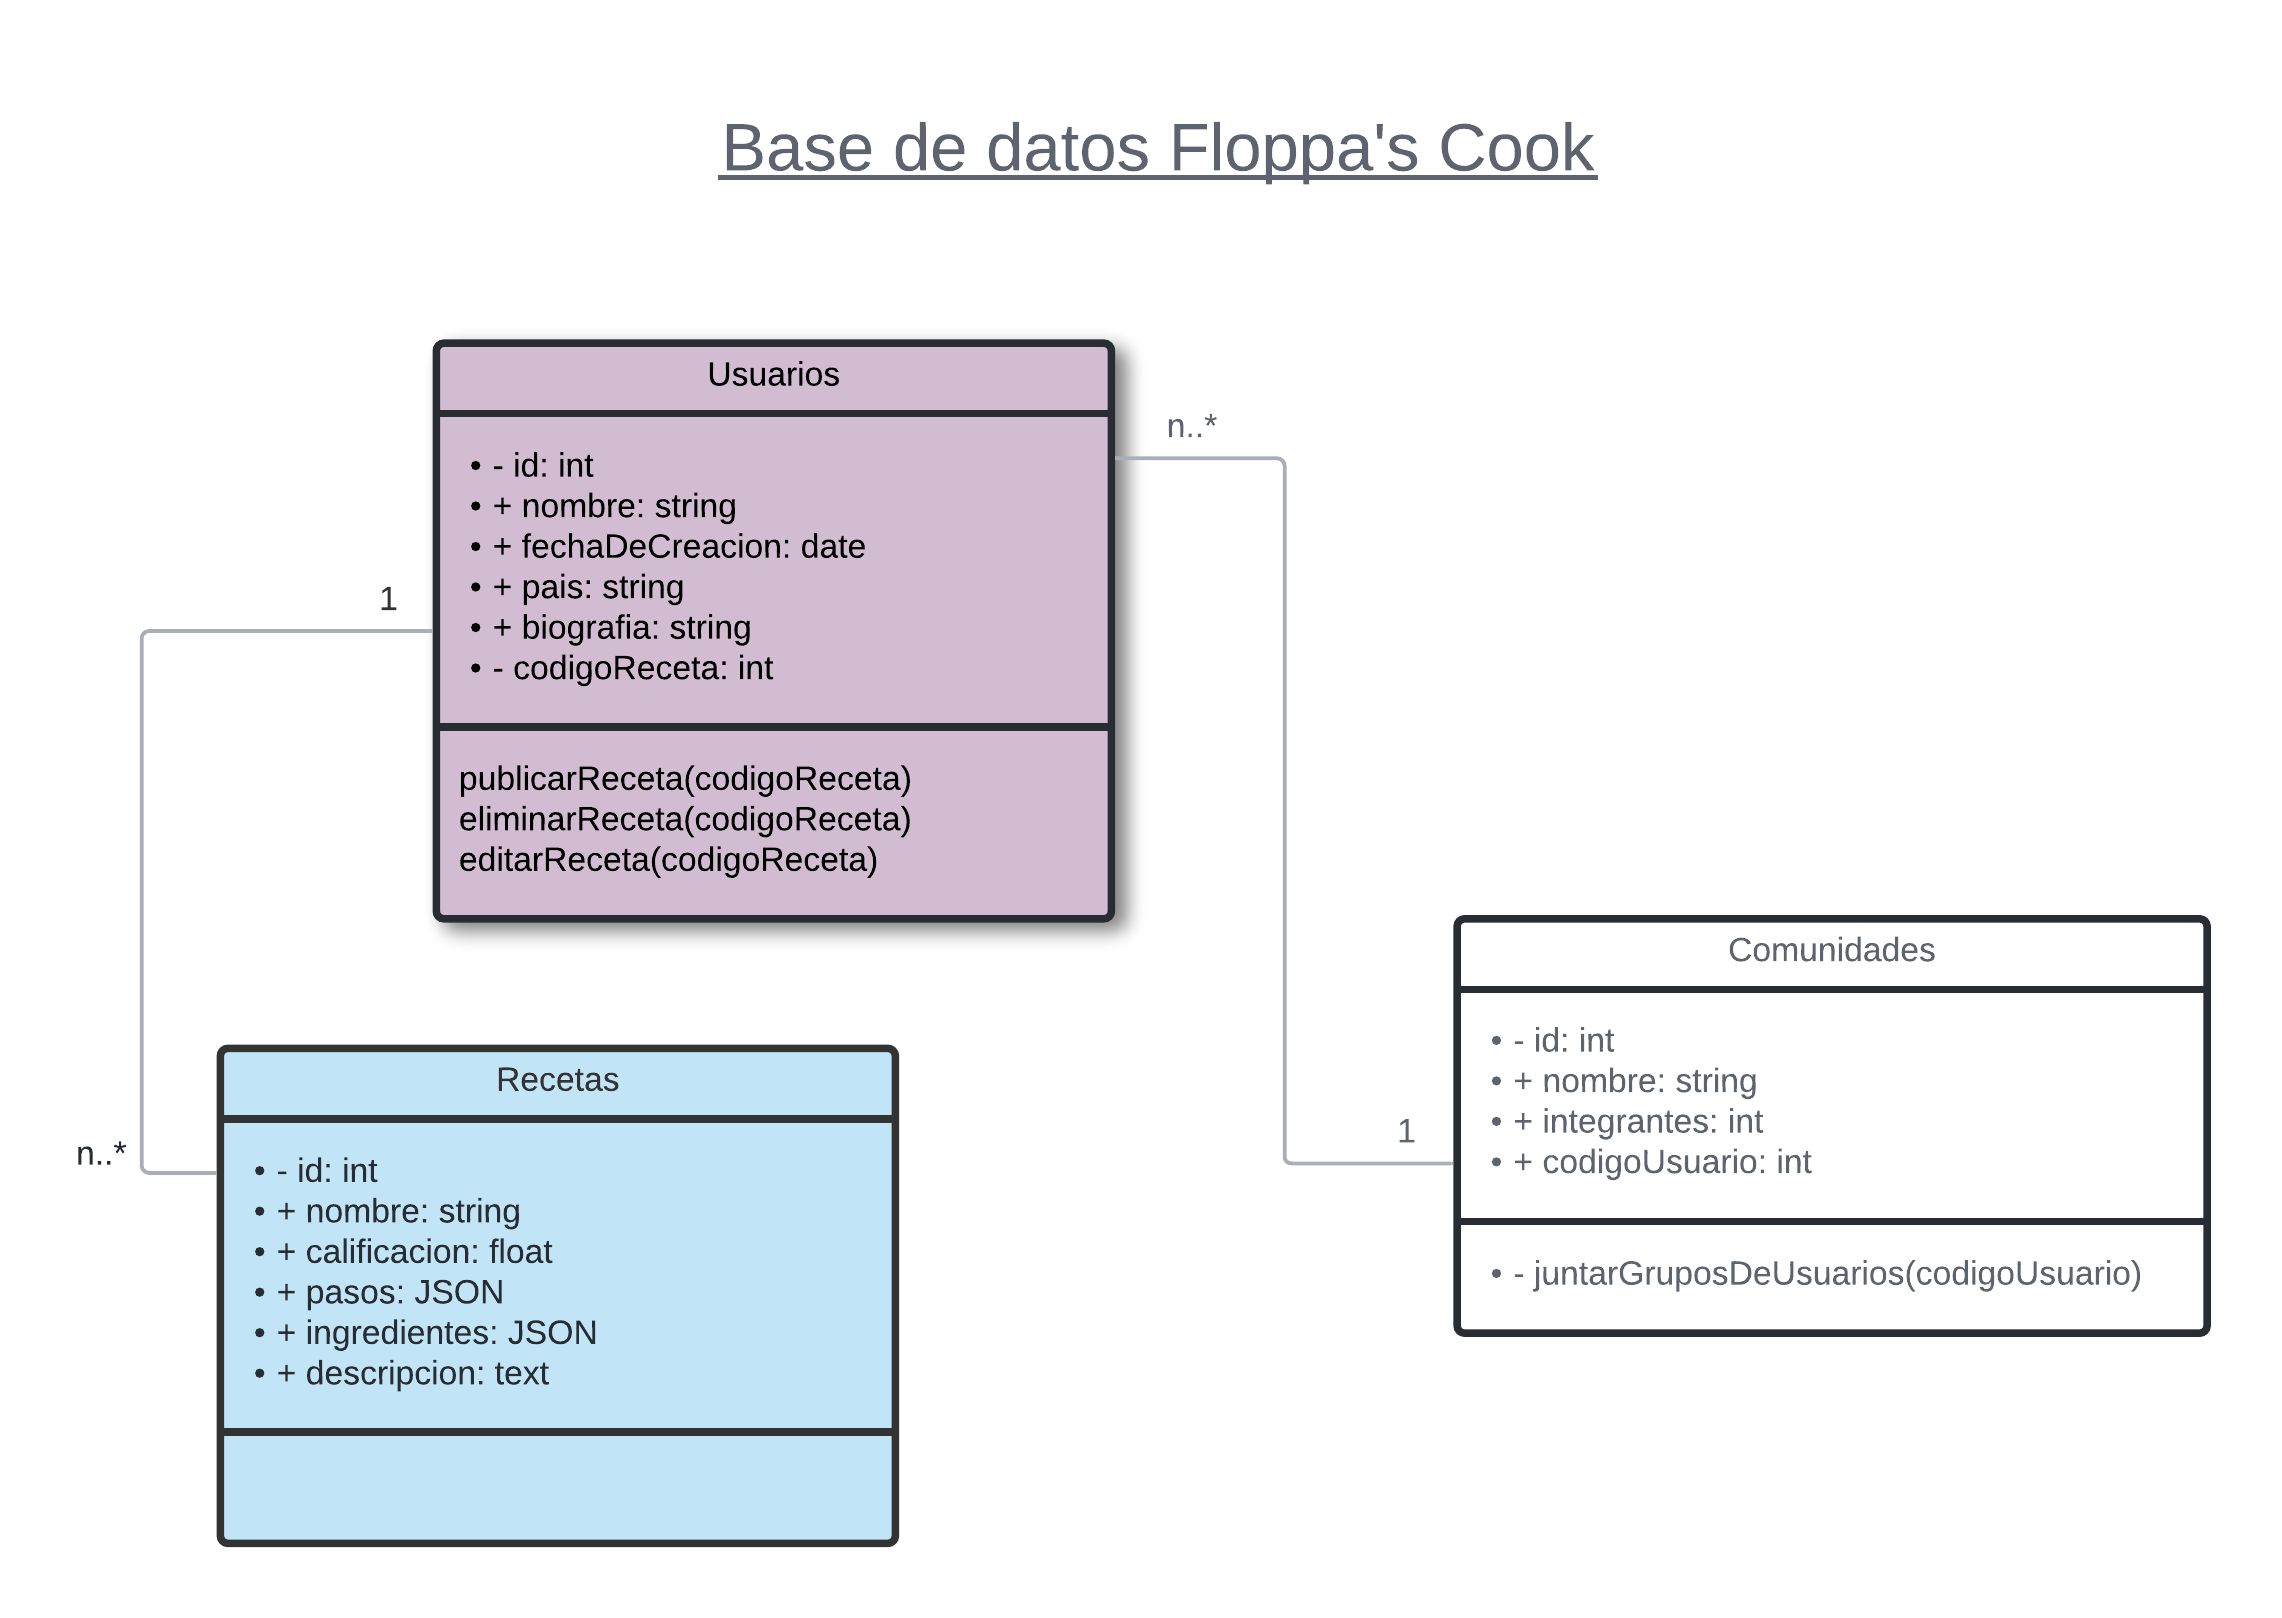 Base de datos Floppa's Cook
Usuarios
• - id: int
• + nombre: string
• + fechaDeCreacion: date
• + pais: string
• + biografia: string
• - codigoReceta: int
publicarReceta(codigoReceta)
eliminarReceta(codigoReceta)
editarReceta(codigoReceta)
n..*
1
Comunidades
• - id: int
• + nombre: string
• + integrantes: int
• + codigoUsuario: int
• - juntarGruposDeUsuarios(codigoUsuario)
1
n..*
Recetas
• - id: int
• + nombre: string
• + calificacion: float
• + pasos: JSON
• + ingredientes: JSON
• + descripcion: text